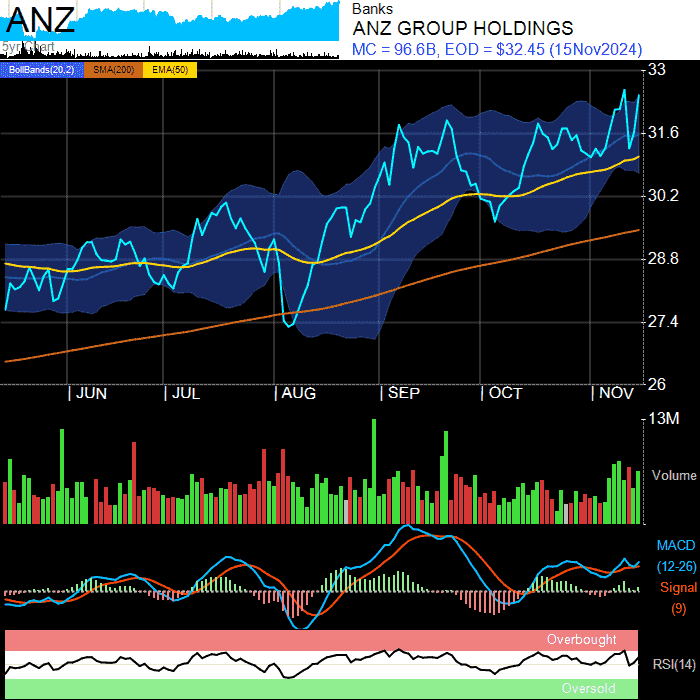 ANZ
5yr Chart
Banks
ANZ GROUP HOLDINGS
MC = 96.6B, EOD = $32.45 (15Nov2024)
BollBands(20,2) SMA(200) EMA(50)
33
31.6
30.2
28.8
27.4
26
| JUN | JUL | AUG | SEP | OCT | NOV
13M
Volume
MACD
(12-26)
Signal
(9)
Overbought
RSI(14)
Oversold